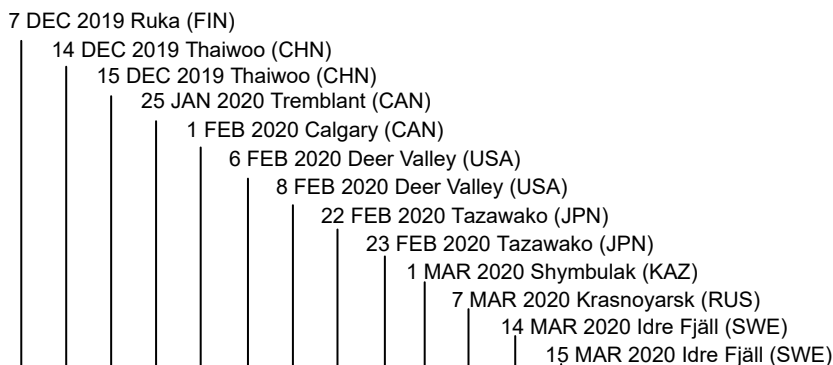 7 DEC 2019 Ruka (FIN)
14 DEC 2019 Thaiwoo (CHN)
15 DEC 2019 Thaiwoo (CHN)
25 JAN 2020 Tremblant (CAN)
1 FEB 2020 Calgary (CAN)
6 FEB 2020 Deer Valley (USA)
8 FEB 2020 Deer Valley (USA)
22 FEB 2020 Tazawako (JPN)
23 FEB 2020 Tazawako (JPN)
1 MAR 2020 Shymbulak (KAZ)
7 MAR 2020 Krasnoyarsk (RUS)
14 MAR 2020 Idre Fjäll (SWE)
15 MAR 2020 Idre Fjäll (SWE)